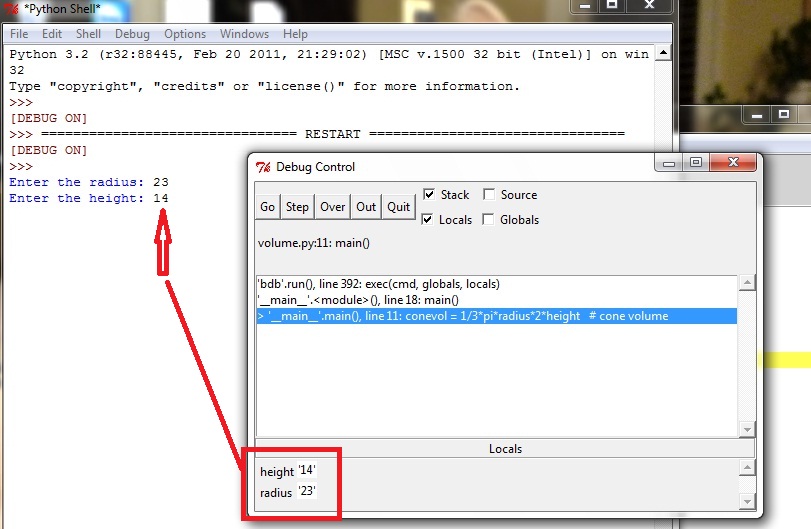 *Python Shell*
File Edit Shell Debug Options Windows Help
Python 3.2 (r32:88445, Feb 20 2011, 21:29:02) [MSC v.1500 32 bit (Intel)] on win
32
Type "copyright", "credits" or "license()" for more information.
>>>
[DEBUG ON]
>>> ================================ RESTART ================================
[DEBUG ON]
>>>
Enter the radius: 23
Enter the height: 14
Debug Control
Go Step Over Out Quit
Stack Source
Locals Globals
volume.py:11: main()
'bdb'.run(), line 392: exec(cmd, globals, locals)
'__main__'.<module>(), line 18: main()
> '__main__'.main(), line 11: conevol = 1/3*pi*radius*2*height # cone volume
Locals
height '14'
radius '23'